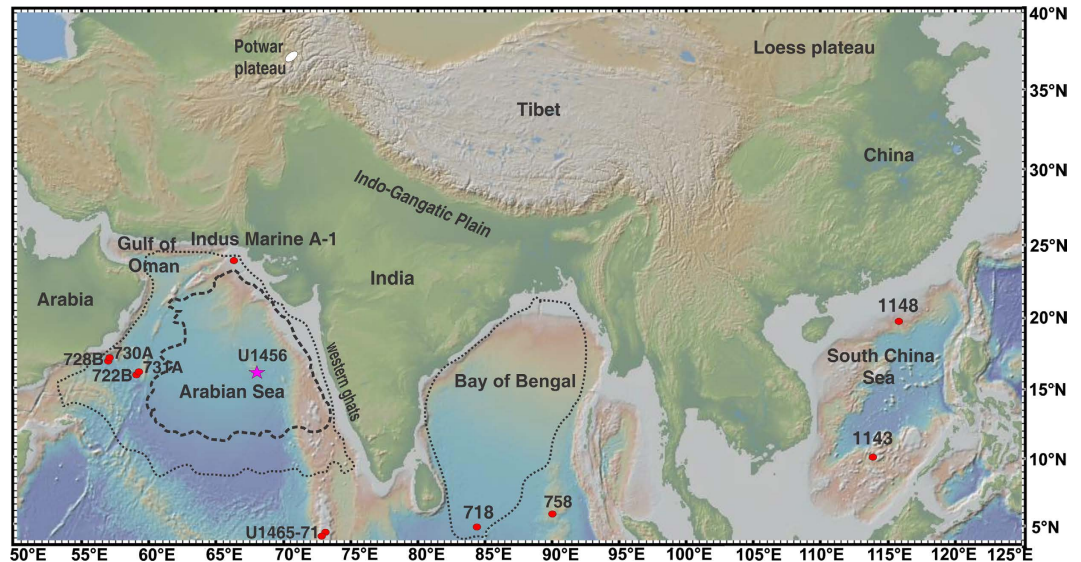 40°N
Potwar
plateau
Loess plateau
Tibet
35°N
China
30°N
Indo-Gangatic Plain
Gulf of
Oman
Indus Marine A-1
25°N
India
Arabia
1148
20°N
730A
728B
U1456
South China
Sea
731A
722B
Arabian Sea
western ghats
Bay of Bengal
15°N
1143
10°N
718
758
U1465-71
5°N
50°E
55°E
60°E
65°E
70°E
75°E
80°E
85°E
90°E
95°E
100°E
105°E
110°E
115°E
120°E
125°E